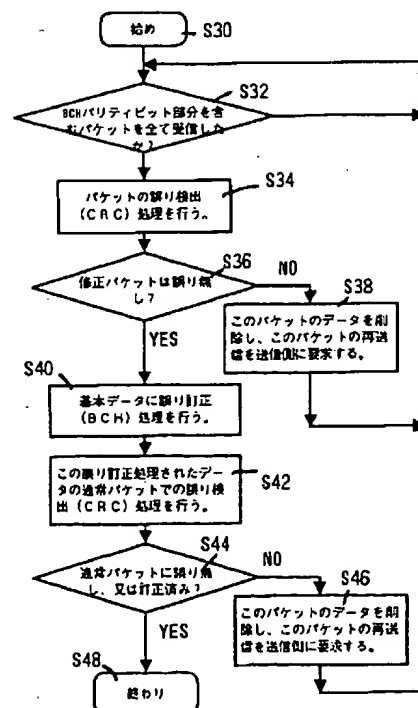 始め
S30
S32
BCHパリティビット部分を含
むパケットを全て受信した
か?
S34
パケットの誤り検出
(CRC)処理を行う。
S36
修正パケットは誤り無
し?
NO
S38
このパケットのデータを削
除し、このパケットの再送
信を送信側に要求する。
YES
S40
基本データに誤り訂正
(BCH)処理を行う。
S42
この誤り訂正処理されたデー
タの通常パケットでの誤り検
出(CRC)処理を行う。
S44
通常パケットに誤り無
し、又は訂正済み?
NO
S46
このパケットのデータを削
除し、このパケットの再送
信を送信側に要求する。
YES
S48
終わり